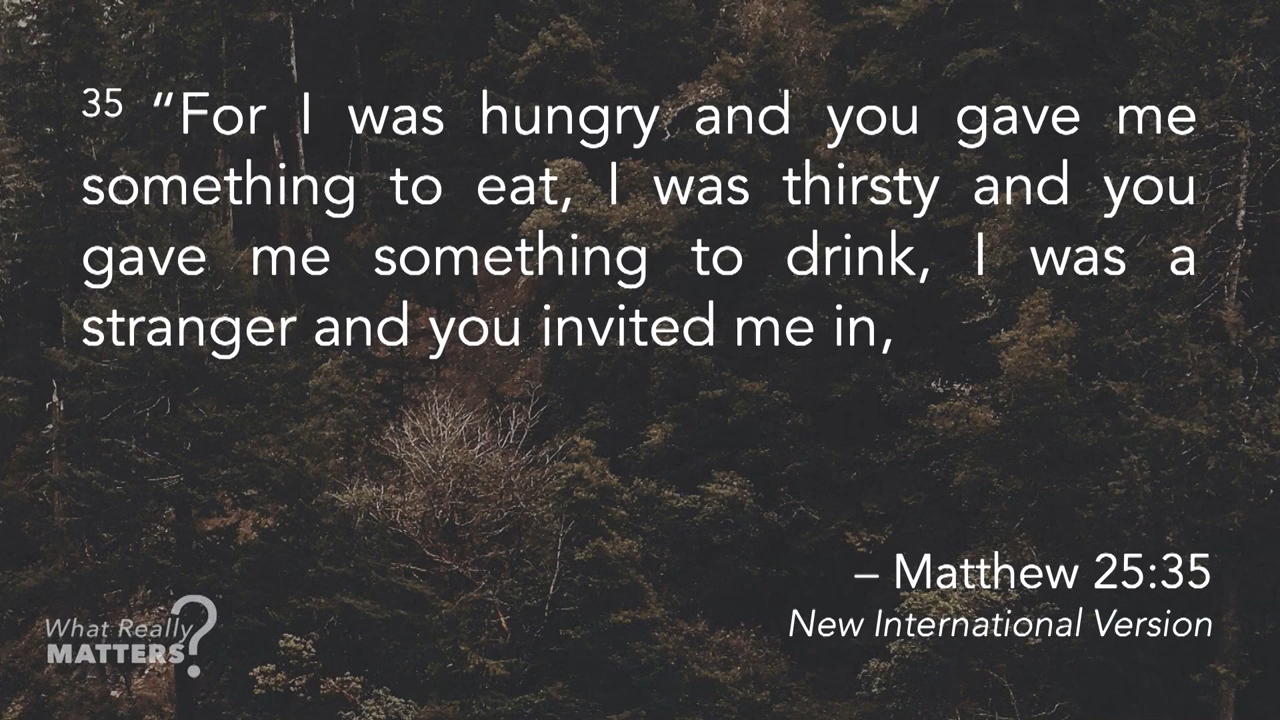 35 “For I was hungry and you gave me
something to eat, I was thirsty and you
gave me something to drink, I was a
stranger and you invited me in,
– Matthew 25:35
New International Version
What Really
MATTERS?